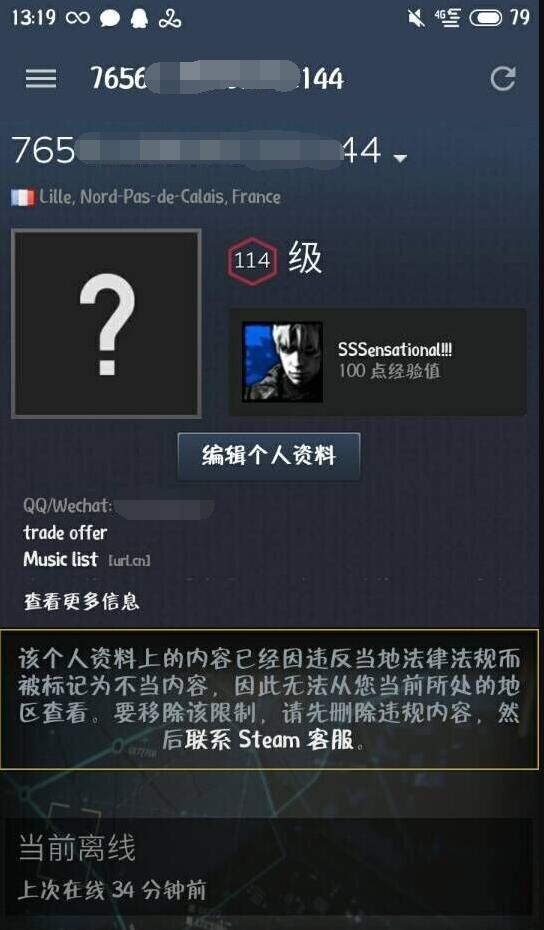 13:19 4G 79
7656 144
765 44
Lille, Nord-Pas-de-Calais, France
114 级
SSSensational!!!
100 点经验值
编辑个人资料
QQ/Wechat:
trade offer
Music list [url.cn]
查看更多信息
该个人资料上的内容已经因违反当地法律法规而
被标记为不当内容，因此无法从您当前所处的地
区查看。要移除该限制，请先删除违规内容，然
后联系 Steam 客服。
当前离线
上次在线 34 分钟前